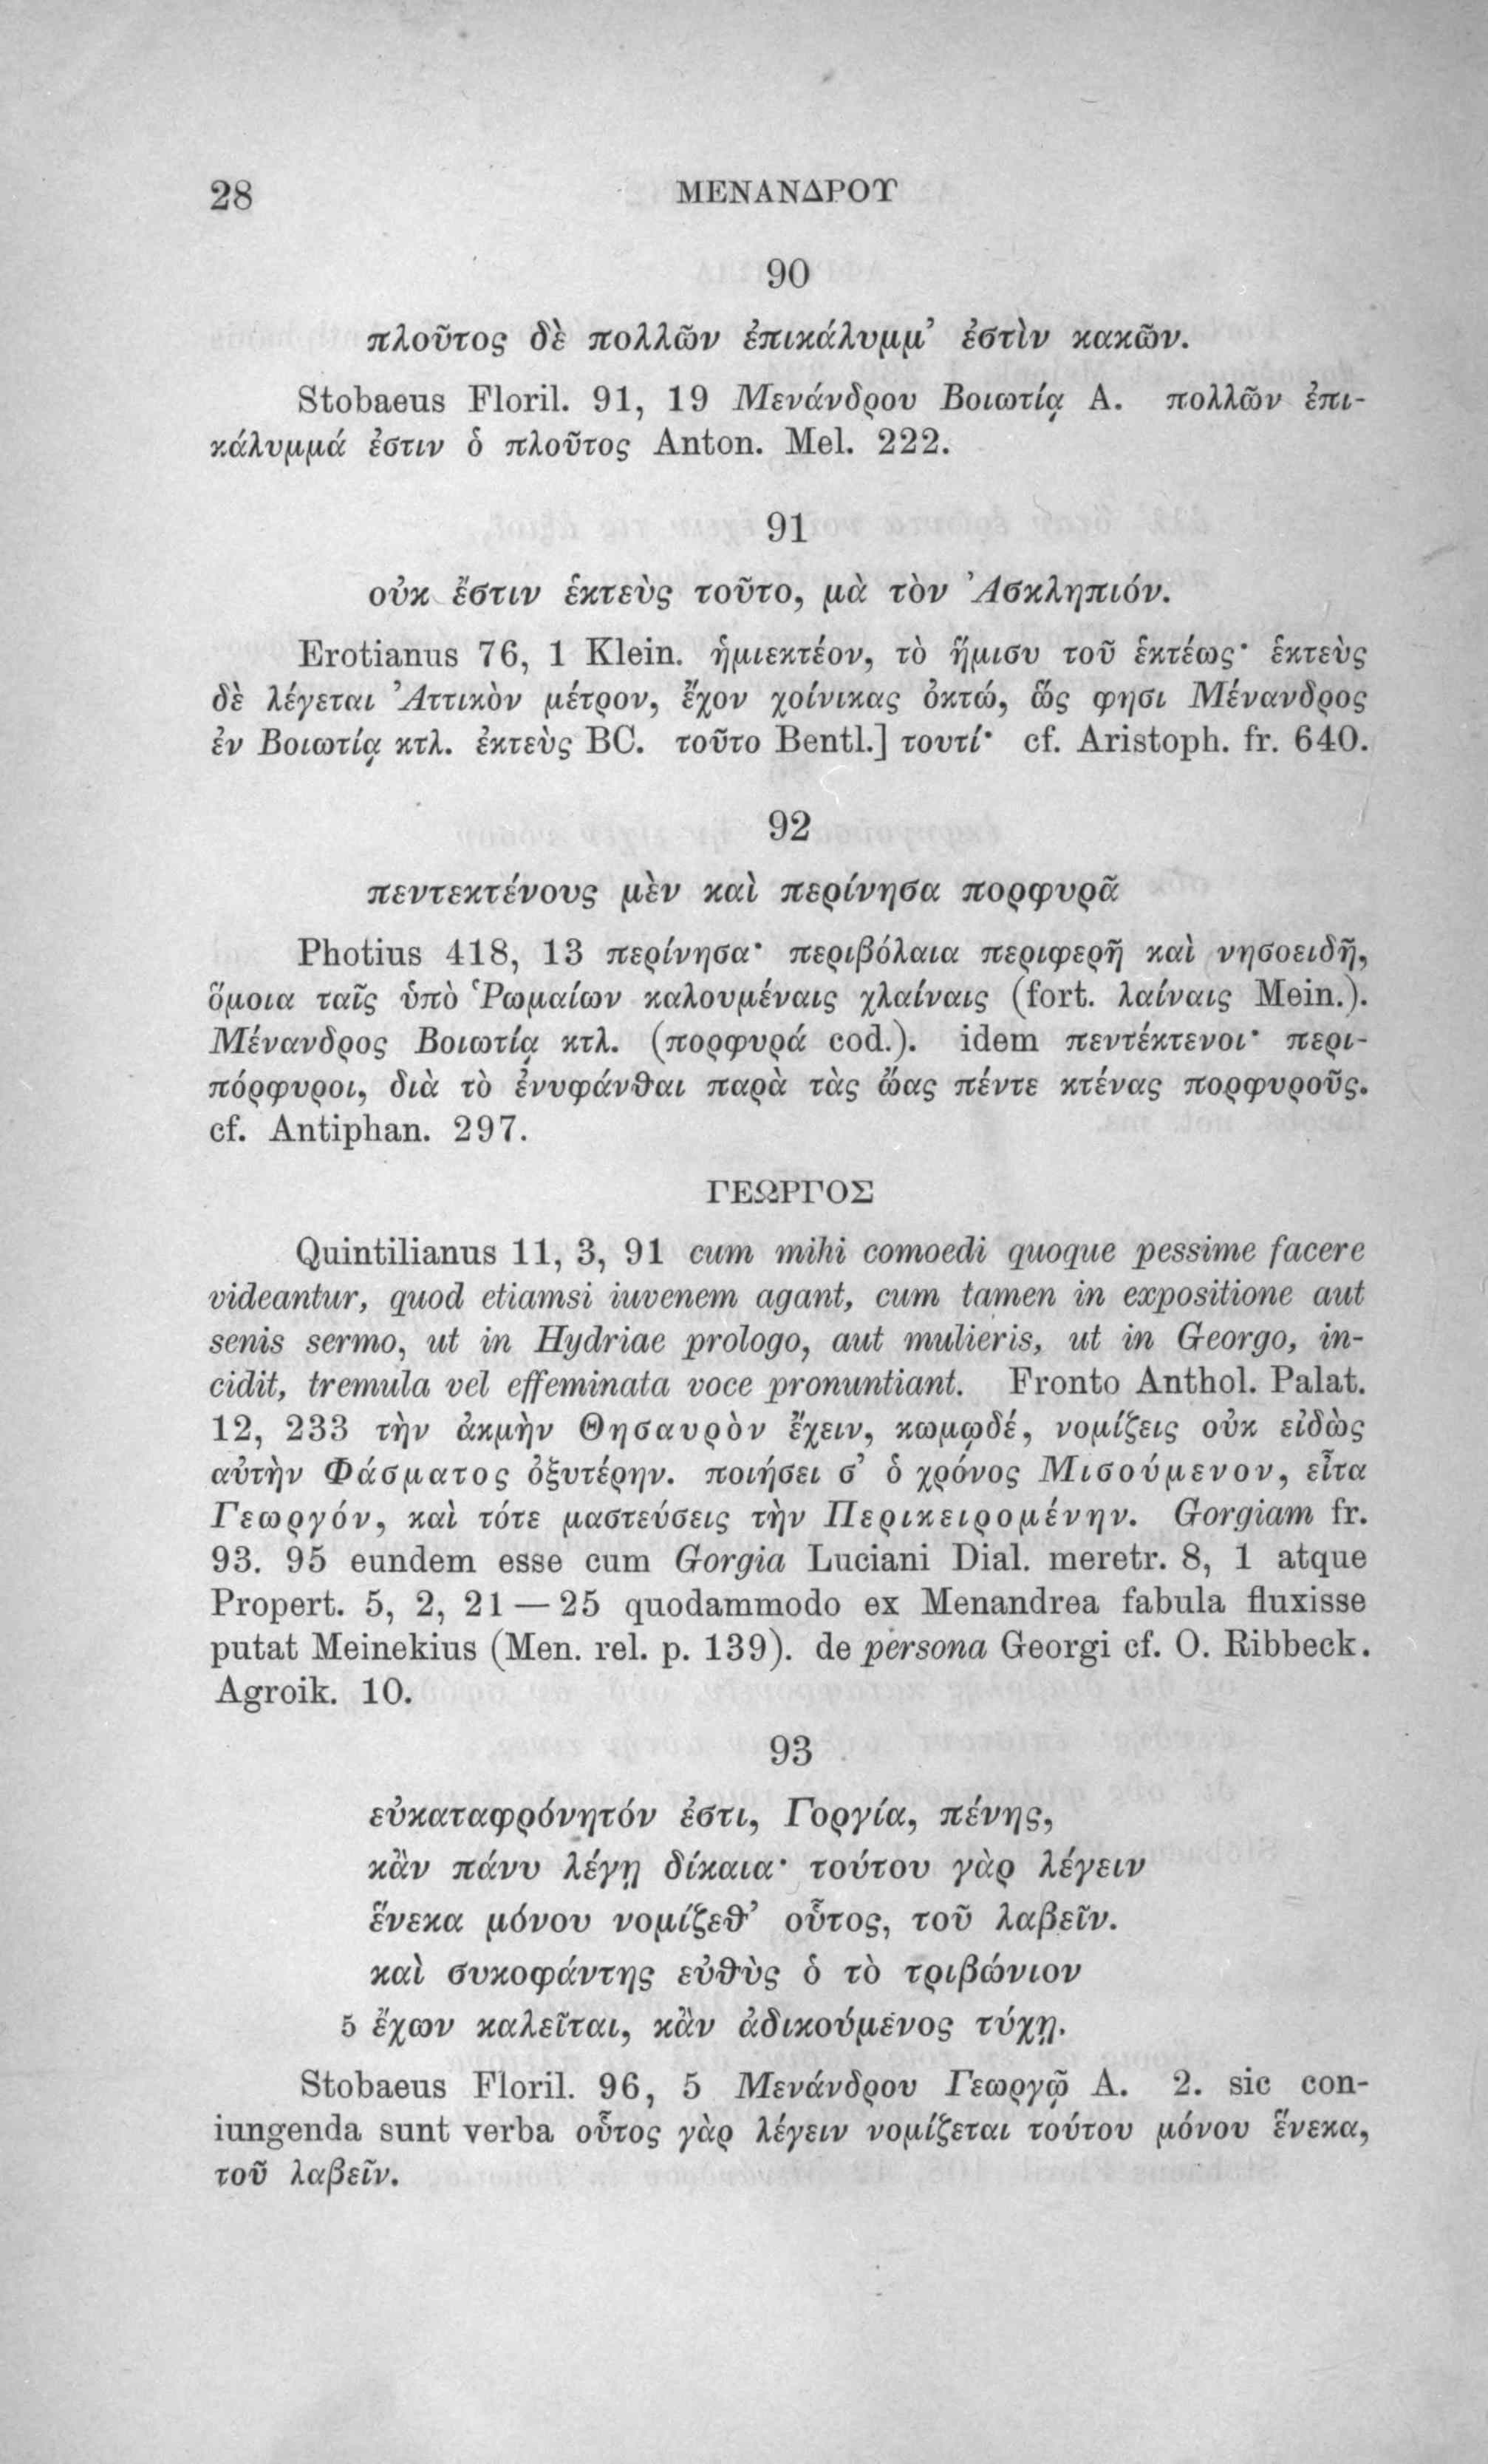 28
ΜΕΝΑΝΔΡΟΥ
90
πλοῦτος δὲ πολλῶν ἐπικάλυμμ’ ἐστὶν κακῶν.
Stobaeus Floril. 91, 19 Μενάνδρου Βοιωτίᾳ A. πολλῶν ἐπι-
κάλυμμά ἐστιν ὁ πλοῦτος Anton. Mel. 222.
91
οὐκ ἔστιν ἑκτεὺς τοῦτο, μὰ τὸν Ἀσκληπιόν.
Erotianus 76, 1 Klein. ἡμιεκτέον, τὸ ἥμισυ τοῦ ἑκτέως· ἑκτεὺς
δὲ λέγεται Ἀττικὸν μέτρον, ἔχον χοίνικας ὀκτώ, ὥς φησι Μένανδρος
ἐν Βοιωτίᾳ κτλ. ἐκτεὺς BC. τοῦτο Bentl.] τουτί· cf. Aristoph. fr. 640.
92
πεντεκτένους μὲν καὶ περίνησα πορφυρᾶ
Photius 418, 13 περίνησα· περιβόλαια περιφερῆ καὶ νησοειδῆ,
ὅμοια ταῖς ὑπὸ Ῥωμαίων καλουμέναις χλαίναις (fort. λαίναις Mein.).
Μένανδρος Βοιωτίᾳ κτλ. (πορφυρά cod.). idem πεντέκτενοι· περι-
πόρφυροι, διὰ τὸ ἐνυφάνθαι παρὰ τὰς ὤας πέντε κτένας πορφυροῦς.
cf. Antiphan. 297.
ΓΕΩΡΓΟΣ
Quintilianus 11, 3, 91 cum mihi comoedi quoque pessime facere
videantur, quod etiamsi iuvenem agant, cum tamen in expositione aut
senis sermo, ut in Hydriae prologo, aut mulieris, ut in Georgo, in-
cidit, tremula vel effeminata voce pronuntiant. Fronto Anthol. Palat.
12, 233 τὴν ἀκμὴν Θησαυρὸν ἔχειν, κωμῳδέ, νομίζεις οὐκ εἰδὼς
αὐτὴν Φάσματος ὀξυτέρην. ποιήσει σ’ ὁ χρόνος Μισούμενον, εἶτα
Γεωργόν, καὶ τότε μαστεύσεις τὴν Περικειρομένην. Gorgiam fr.
93. 95 eundem esse cum Gorgia Luciani Dial. meretr. 8, 1 atque
Propert. 5, 2, 21 — 25 quodammodo ex Menandrea fabula fluxisse
putat Meinekius (Men. rel. p. 139). de persona Georgi cf. O. Ribbeck.
Agroik. 10.
93
εὐκαταφρόνητόν ἐστι, Γοργία, πένης,
κἂν πάνυ λέγῃ δίκαια· τούτου γὰρ λέγειν
ἕνεκα μόνου νομίζεθ’ οὗτος, τοῦ λαβεῖν.
καὶ συκοφάντης εὐθὺς ὁ τὸ τριβώνιον
5 ἔχων καλεῖται, κἂν ἀδικούμενος τύχῃ.
Stobaeus Floril. 96, 5 Μενάνδρου Γεωργῷ A. 2. sic con-
iungenda sunt verba οὗτος γὰρ λέγειν νομίζεται τούτου μόνου ἕνεκα,
τοῦ λαβεῖν.